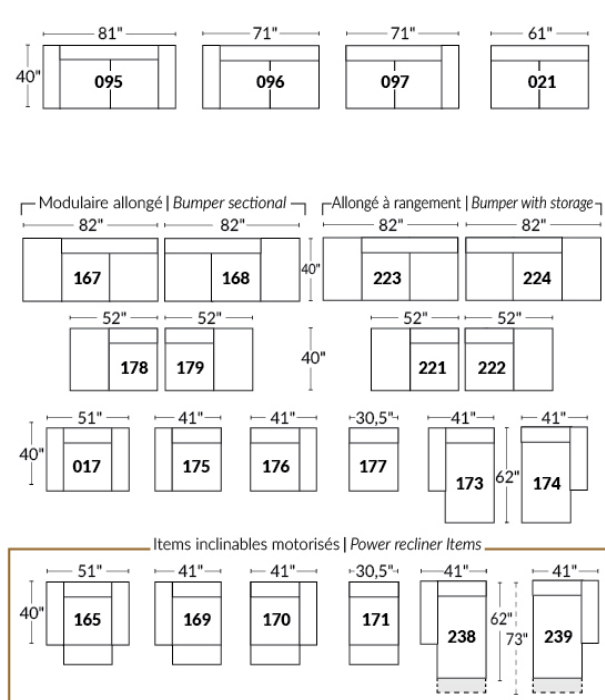 81" 71" 71" 61"
40" 095 096 097 021
Modulaire allongé | Bumper sectional Allongé à rangement | Bumper with storage
82" 82" 82" 82"
167 168 40" 223 224
52" 52" 52" 52"
178 179 40" 221 222
51" 41" 41" 30,5" 41" 41"
40" 017 175 176 177 173 62" 174
Items inclinables motorisés | Power recliner Items
51" 41" 41" 30,5" 41" 41"
40" 165 169 170 171 238 62" 73" 239